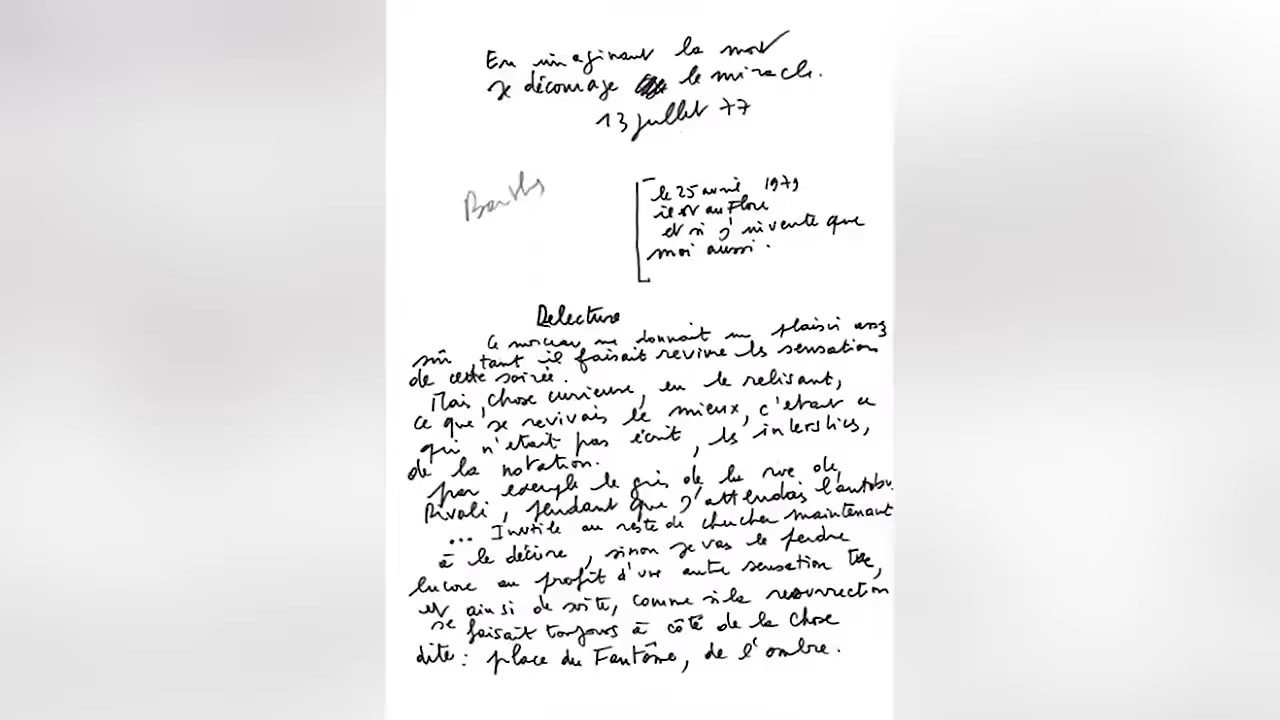 En imaginant la mort
je décourage le miracle.
13 juillet 77
Barthes
le 25 avril 1979
il est au Flore
et si j'invente que
moi aussi.
Relecture
Ce morceau me donnait un plaisir assez
sûr, tant il faisait revivre les sensations
de cette soirée.
Mais, chose curieuse, en le relisant,
ce que je revivais le mieux, c'était ce
qui n'était pas écrit, les interstices,
de la notation.
par exemple le gris de la rue de
Rivoli, pendant que j'attendais l'autobus
... Inutile au reste de chercher maintenant
à le décrire, sinon je vais le perdre
encore au profit d'une autre sensation tue,
et ainsi de suite, comme si la resurrection
se faisait toujours à côté de la chose
dite : place du Fantôme, de l'ombre.